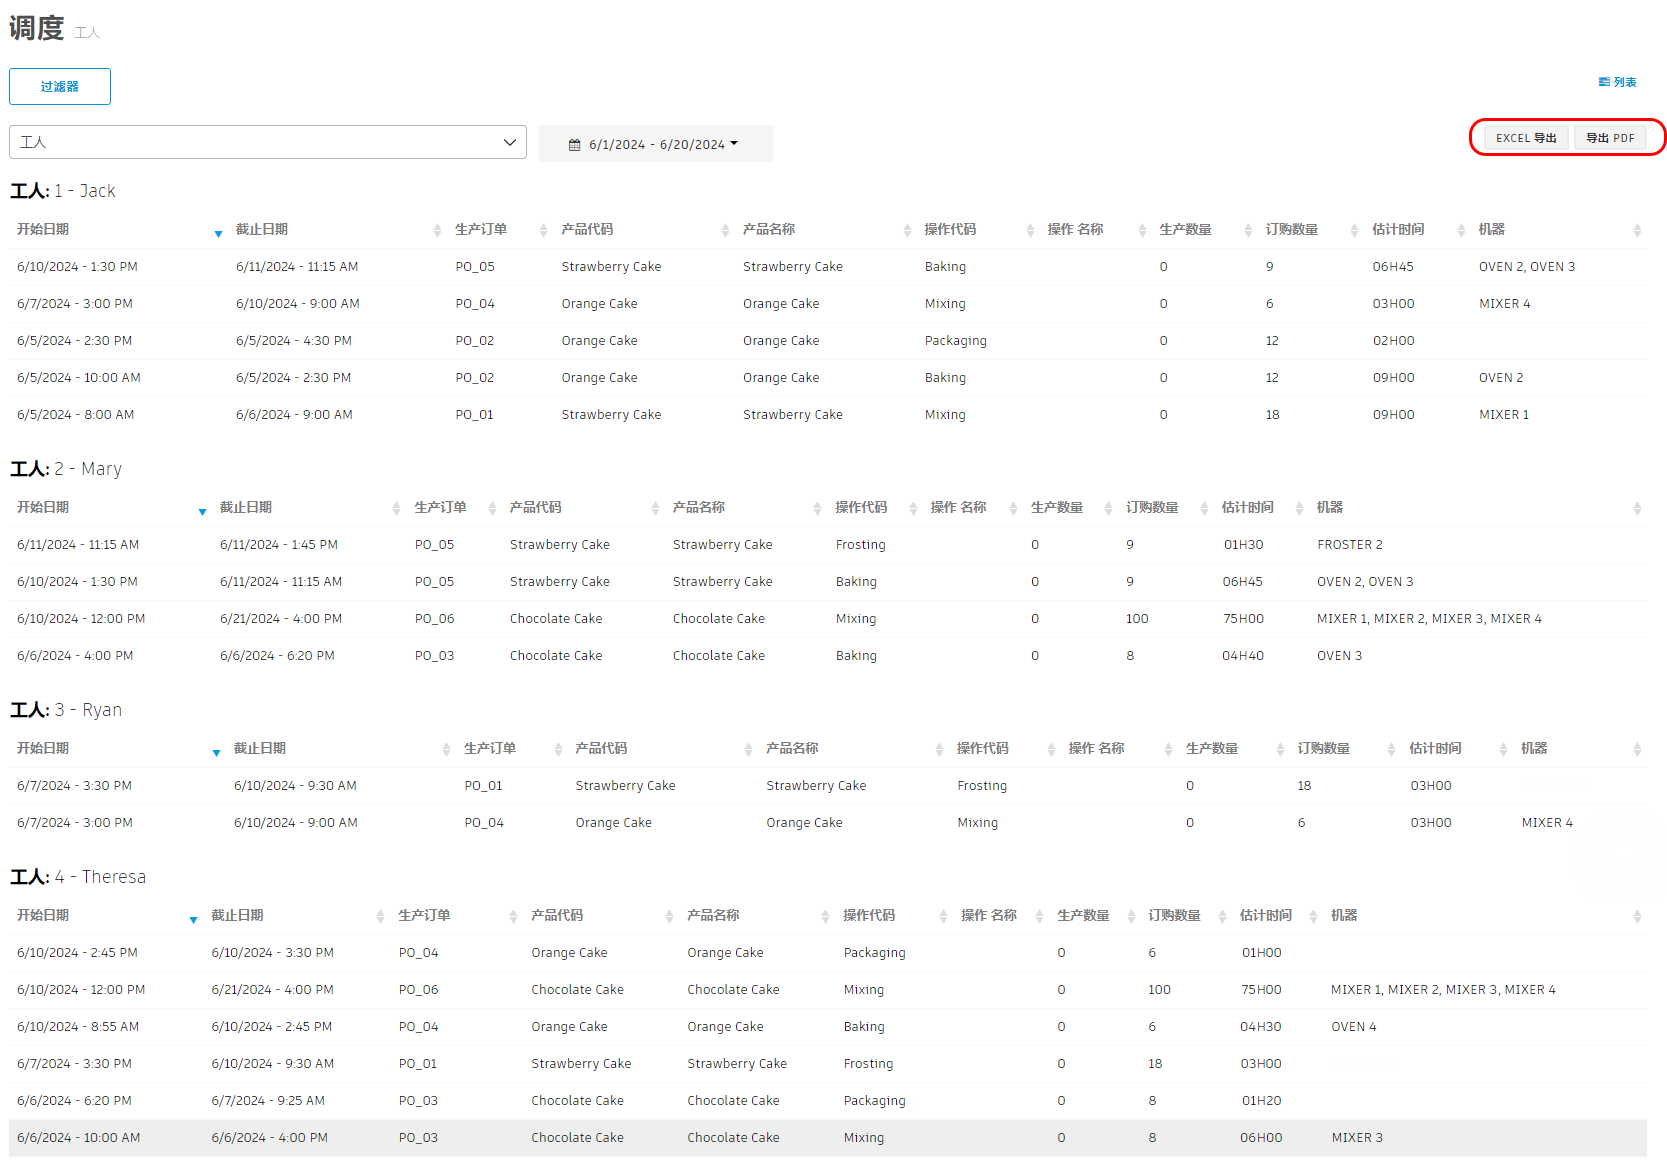 调度 工人
过滤器
列表
工人
6/1/2024 - 6/20/2024
EXCEL 导出 导出 PDF
工人: 1 - Jack
开始日期 截止日期 生产订单 产品代码 产品名称 操作代码 操作 名称 生产数量 订购数量 估计时间 机器
6/10/2024 - 1:30 PM 6/11/2024 - 11:15 AM PO_05 Strawberry Cake Strawberry Cake Baking 0 9 06H45 OVEN 2, OVEN 3
6/7/2024 - 3:00 PM 6/10/2024 - 9:00 AM PO_04 Orange Cake Orange Cake Mixing 0 6 03H00 MIXER 4
6/5/2024 - 2:30 PM 6/5/2024 - 4:30 PM PO_02 Orange Cake Orange Cake Packaging 0 12 02H00
6/5/2024 - 10:00 AM 6/5/2024 - 2:30 PM PO_02 Orange Cake Orange Cake Baking 0 12 09H00 OVEN 2
6/5/2024 - 8:00 AM 6/6/2024 - 9:00 AM PO_01 Strawberry Cake Strawberry Cake Mixing 0 18 09H00 MIXER 1
工人: 2 - Mary
开始日期 截止日期 生产订单 产品代码 产品名称 操作代码 操作 名称 生产数量 订购数量 估计时间 机器
6/11/2024 - 11:15 AM 6/11/2024 - 1:45 PM PO_05 Strawberry Cake Strawberry Cake Frosting 0 9 01H30 FROSTER 2
6/10/2024 - 1:30 PM 6/11/2024 - 11:15 AM PO_05 Strawberry Cake Strawberry Cake Baking 0 9 06H45 OVEN 2, OVEN 3
6/10/2024 - 12:00 PM 6/21/2024 - 4:00 PM PO_06 Chocolate Cake Chocolate Cake Mixing 0 100 75H00 MIXER 1, MIXER 2, MIXER 3, MIXER 4
6/6/2024 - 4:00 PM 6/6/2024 - 6:20 PM PO_03 Chocolate Cake Chocolate Cake Baking 0 8 04H40 OVEN 3
工人: 3 - Ryan
开始日期 截止日期 生产订单 产品代码 产品名称 操作代码 操作 名称 生产数量 订购数量 估计时间 机器
6/7/2024 - 3:30 PM 6/10/2024 - 9:30 AM PO_01 Strawberry Cake Strawberry Cake Frosting 0 18 03H00
6/7/2024 - 3:00 PM 6/10/2024 - 9:00 AM PO_04 Orange Cake Orange Cake Mixing 0 6 03H00 MIXER 4
工人: 4 - Theresa
开始日期 截止日期 生产订单 产品代码 产品名称 操作代码 操作 名称 生产数量 订购数量 估计时间 机器
6/10/2024 - 2:45 PM 6/10/2024 - 3:30 PM PO_04 Orange Cake Orange Cake Packaging 0 6 01H00
6/10/2024 - 12:00 PM 6/21/2024 - 4:00 PM PO_06 Chocolate Cake Chocolate Cake Mixing 0 100 75H00 MIXER 1, MIXER 2, MIXER 3, MIXER 4
6/10/2024 - 8:55 AM 6/10/2024 - 2:45 PM PO_04 Orange Cake Orange Cake Baking 0 6 04H30 OVEN 4
6/7/2024 - 3:30 PM 6/10/2024 - 9:30 AM PO_01 Strawberry Cake Strawberry Cake Frosting 0 18 03H00
6/6/2024 - 6:20 PM 6/7/2024 - 9:25 AM PO_03 Chocolate Cake Chocolate Cake Packaging 0 8 01H20
6/6/2024 - 10:00 AM 6/6/2024 - 4:00 PM PO_03 Chocolate Cake Chocolate Cake Mixing 0 8 06H00 MIXER 3